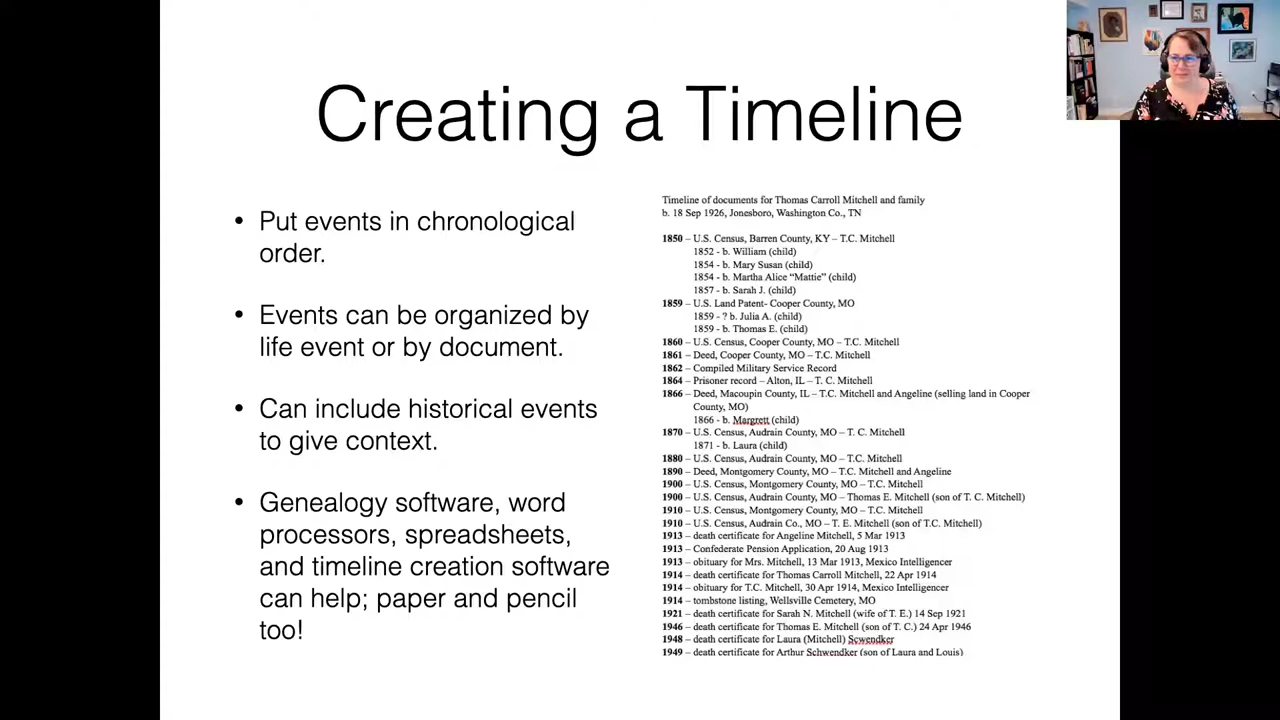 Creating a Timeline
• Put events in chronological
order.
• Events can be organized by
life event or by document.
• Can include historical events
to give context.
• Genealogy software, word
processors, spreadsheets,
and timeline creation software
can help; paper and pencil
too!
Timeline of documents for Thomas Carroll Mitchell and family
b. 18 Sep 1926, Jonesboro, Washington Co., TN
1850 – U.S. Census, Barren County, KY – T.C. Mitchell
1852 - b. William (child)
1854 - b. Mary Susan (child)
1854 - b. Martha Alice “Mattie” (child)
1857 - b. Sarah J. (child)
1859 – U.S. Land Patent- Cooper County, MO
1859 - ? b. Julia A. (child)
1859 - b. Thomas E. (child)
1860 – U.S. Census, Cooper County, MO – T.C. Mitchell
1861 – Deed, Cooper County, MO – T.C. Mitchell
1862 – Compiled Military Service Record
1864 – Prisoner record – Alton, IL – T. C. Mitchell
1866 – Deed, Macoupin County, IL – T.C. Mitchell and Angeline (selling land in Cooper
County, MO)
1866 - b. Margrett (child)
1870 – U.S. Census, Audrain County, MO – T. C. Mitchell
1871 - b. Laura (child)
1880 – U.S. Census, Audrain County, MO – T.C. Mitchell
1890 – Deed, Montgomery County, MO – T.C. Mitchell and Angeline
1900 – U.S. Census, Montgomery County, MO – T.C. Mitchell
1900 – U.S. Census, Audrain County, MO – Thomas E. Mitchell (son of T. C. Mitchell)
1910 – U.S. Census, Montgomery County, MO – T.C. Mitchell
1910 – U.S. Census, Audrain Co., MO – T. E. Mitchell (son of T.C. Mitchell)
1913 – death certificate for Angeline Mitchell, 5 Mar 1913
1913 – Confederate Pension Application, 20 Aug 1913
1913 – obituary for Mrs. Mitchell, 13 Mar 1913, Mexico Intelligencer
1914 – death certificate for Thomas Carroll Mitchell, 22 Apr 1914
1914 – obituary for T.C. Mitchell, 30 Apr 1914, Mexico Intelligencer
1914 – tombstone listing, Wellsville Cemetery, MO
1921 – death certificate for Sarah N. Mitchell (wife of T. E.) 14 Sep 1921
1946 – death certificate for Thomas E. Mitchell (son of T. C.) 24 Apr 1946
1948 – death certificate for Laura (Mitchell) Scwendker
1949 – death certificate for Arthur Schwendker (son of Laura and Louis)